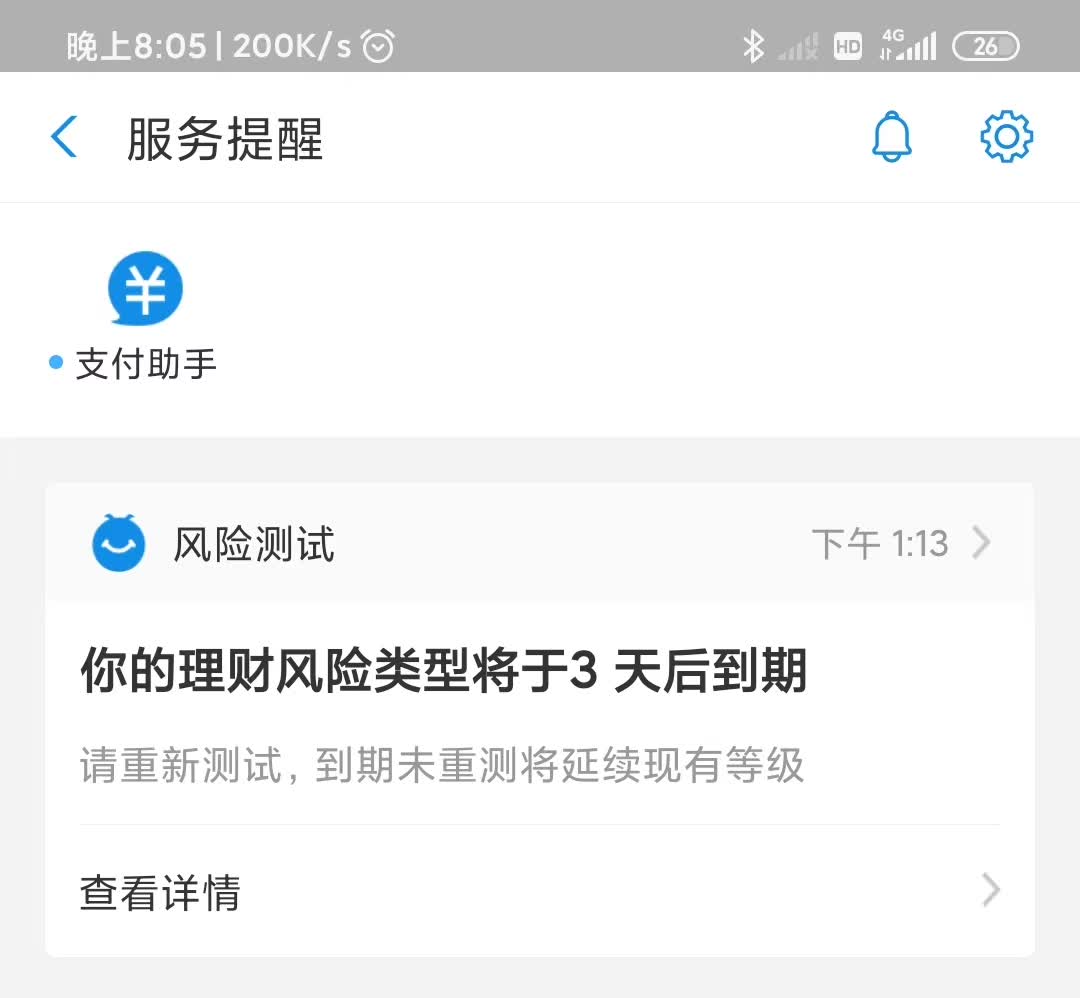 晚上8:05 | 200K/s
HD 4G 26
服务提醒
支付助手
风险测试 下午 1:13
你的理财风险类型将于3 天后到期
请重新测试，到期未重测将延续现有等级
查看详情